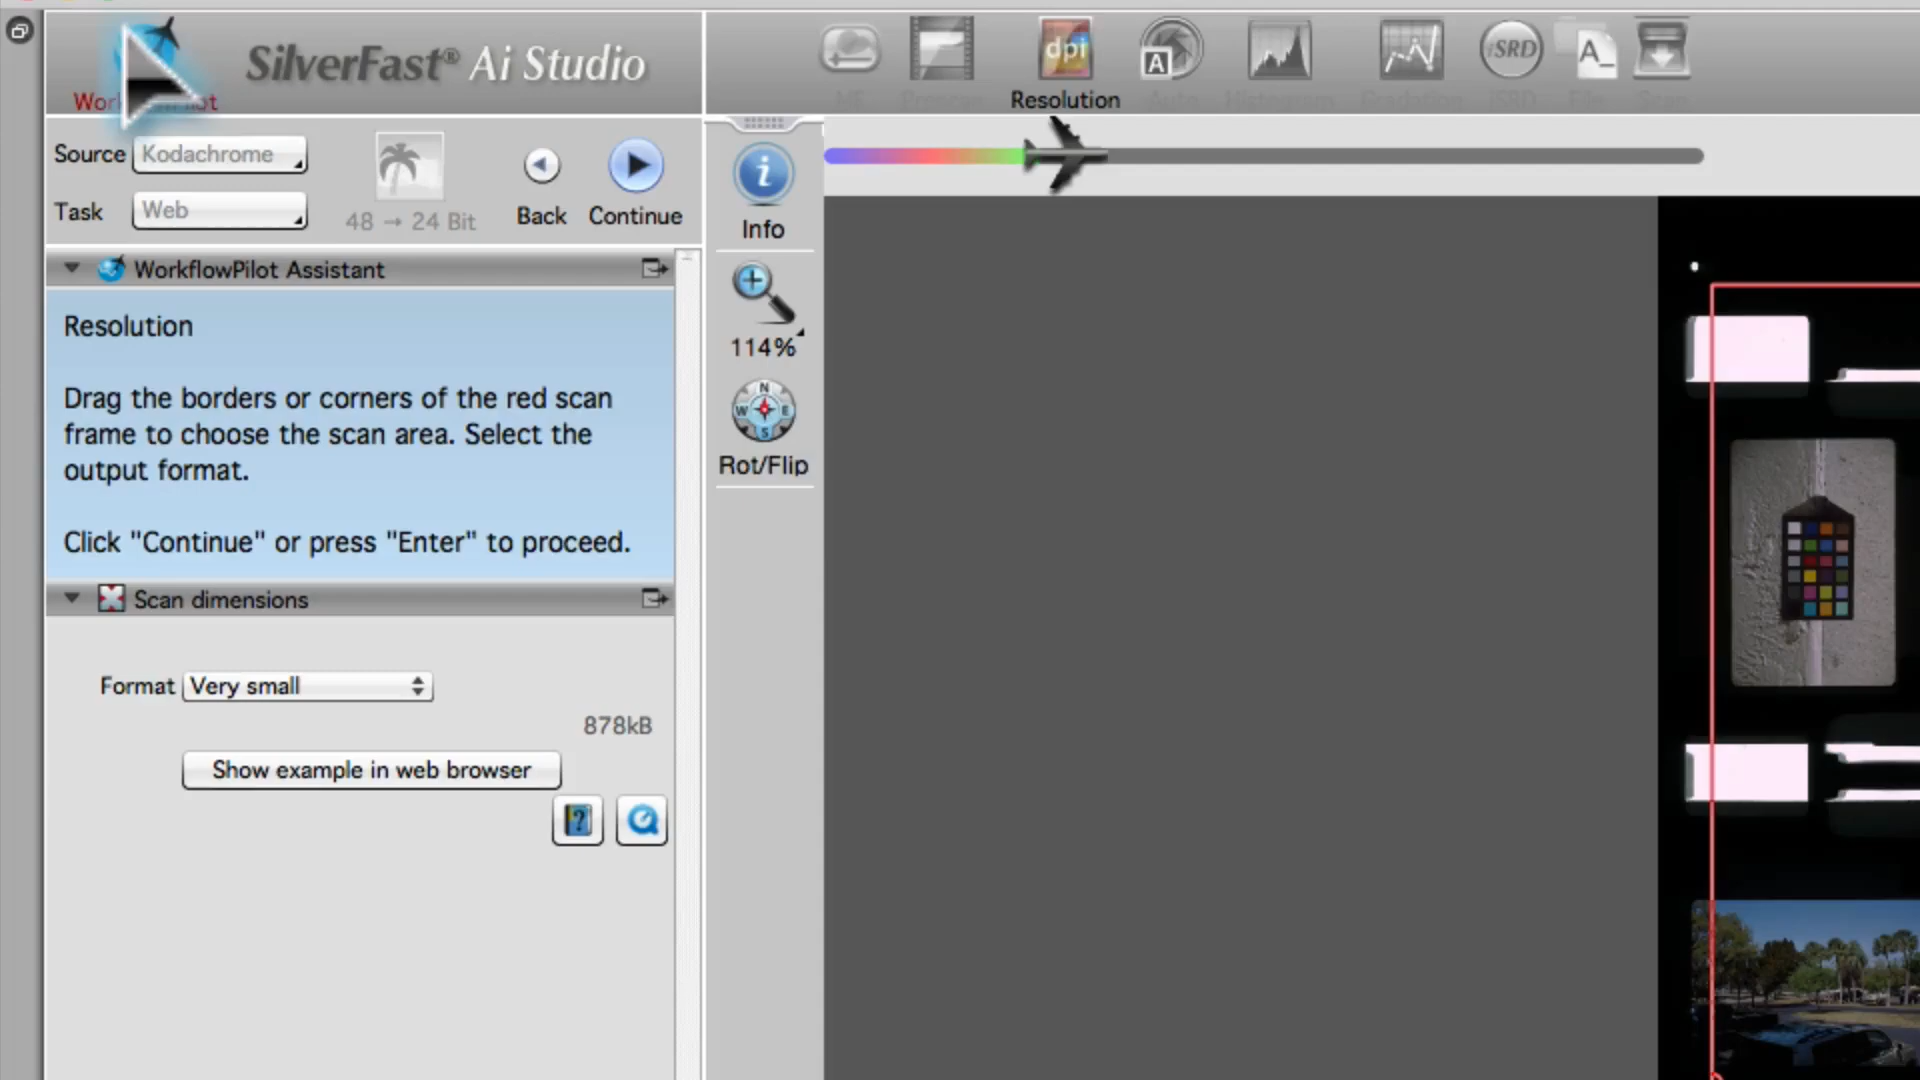 SilverFast® Ai Studio
dpi
A
iSRD
A_
Resolution
Source Kodachrome
Task Web
48 → 24 Bit
Back
Continue
Info
114%
N
W E
S
Rot/Flip
WorkflowPilot Assistant
Resolution
Drag the borders or corners of the red scan
frame to choose the scan area. Select the
output format.
Click "Continue" or press "Enter" to proceed.
Scan dimensions
Format Very small
878kB
Show example in web browser
?